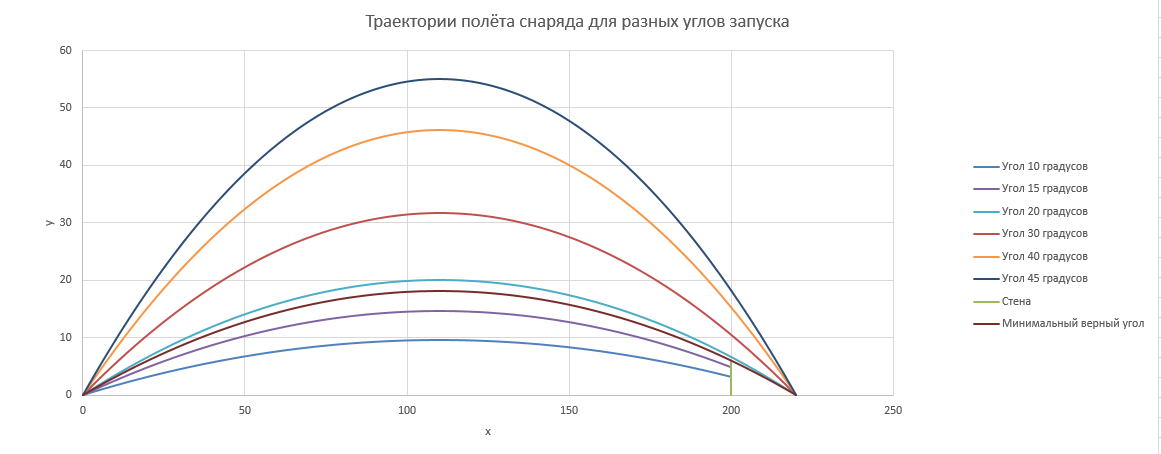 Траектории полёта снаряда для разных углов запуска
60
50
40
30
20
10
0
y
0 50 100 150 200 250
x
Угол 10 градусов
Угол 15 градусов
Угол 20 градусов
Угол 30 градусов
Угол 40 градусов
Угол 45 градусов
Стена
Минимальный верный угол